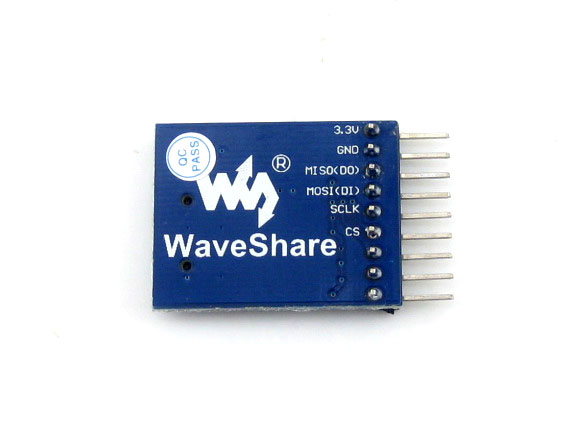 3.3V
GND
MISO(DO)
MOSI(DI)
SCLK
CS
QC
PASS
®
WaveShare